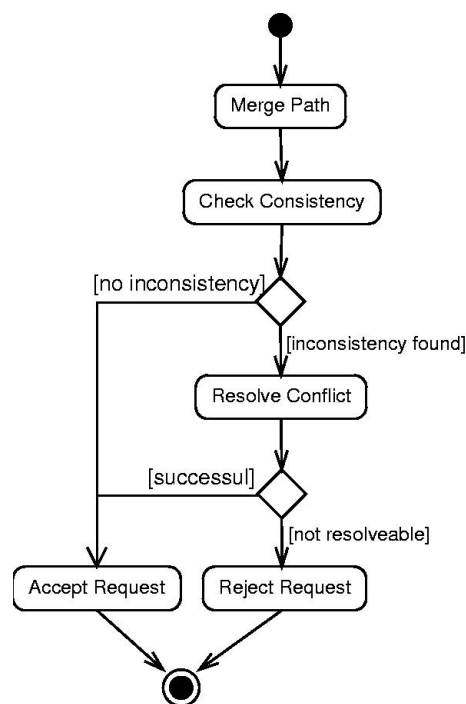 Merge Path
Check Consistency
[no inconsistency]
[inconsistency found]
Resolve Conflict
[successul]
[not resolveable]
Accept Request
Reject Request